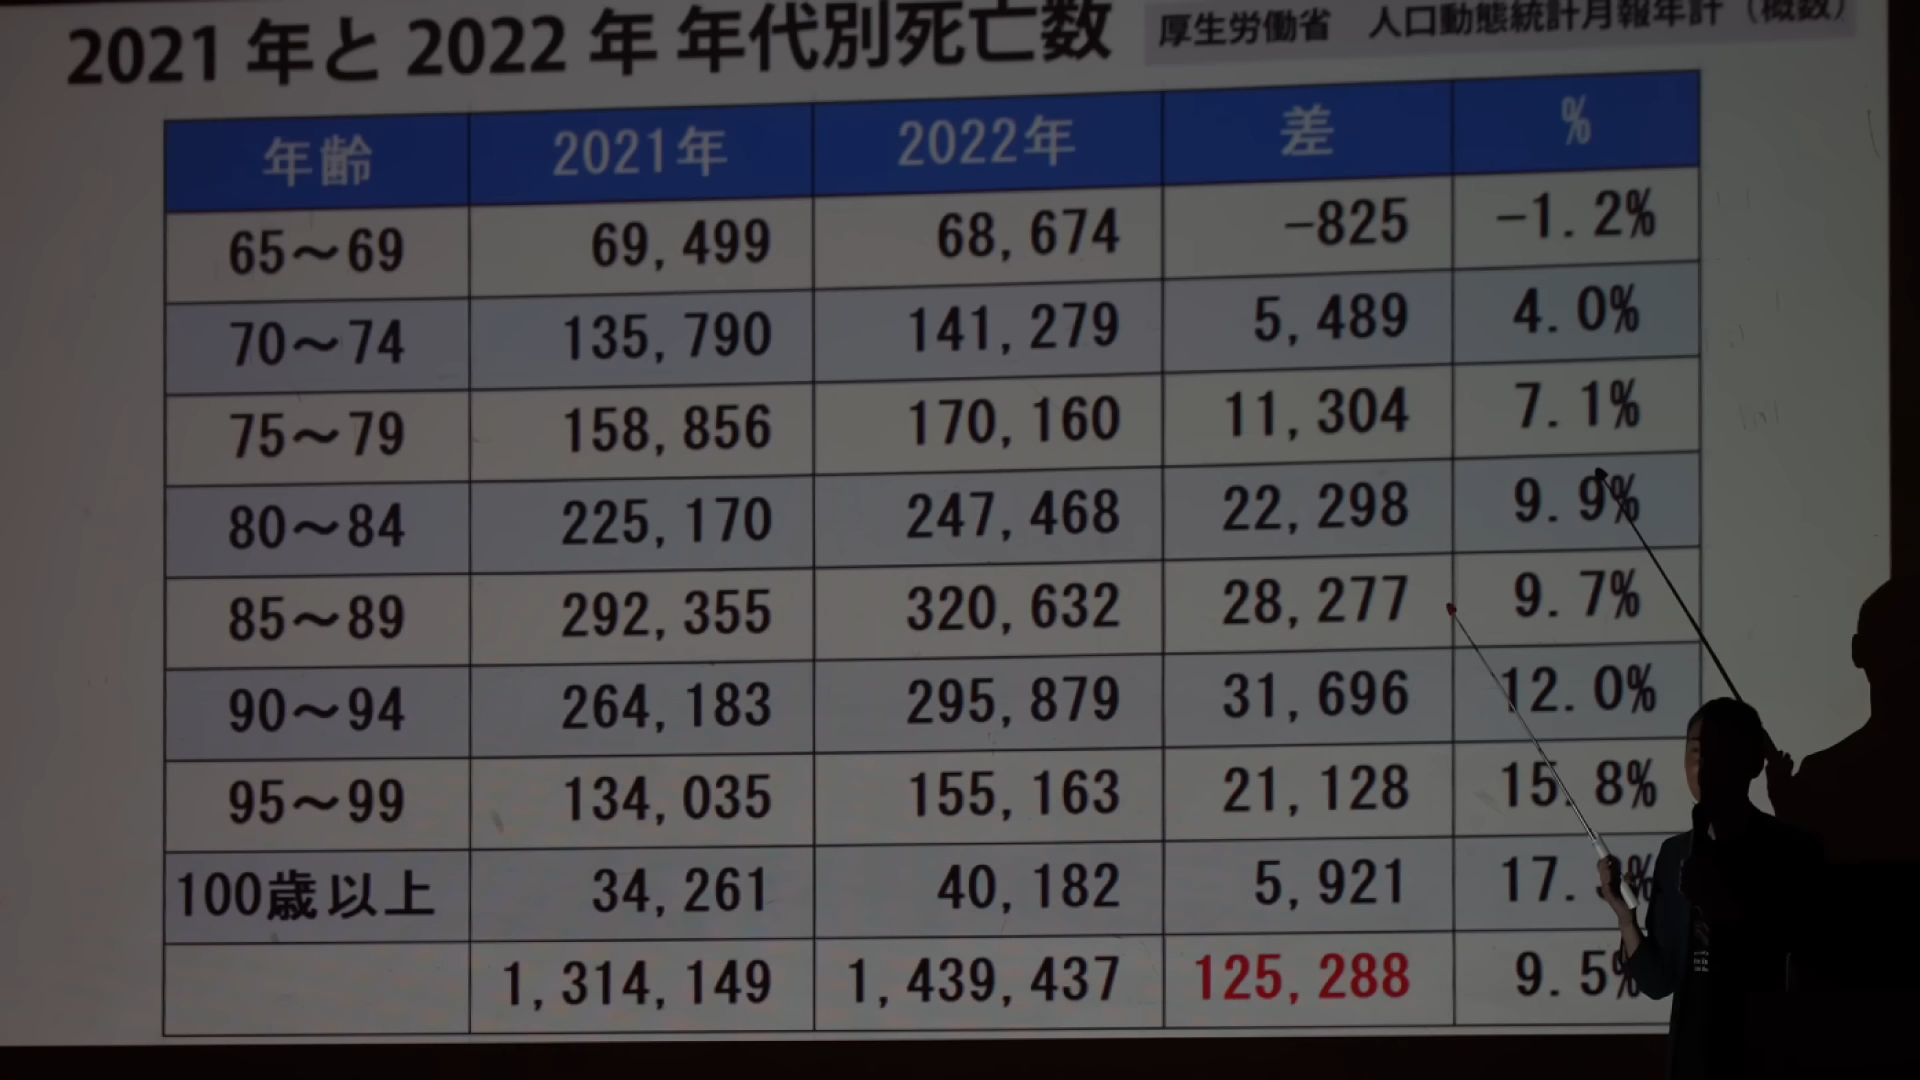 2021年と2022年 年代別死亡数
厚生労働省 人口動態統計月報年計（概数）
年齢 2021年 2022年 差 %
65～69 69,499 68,674 -825 -1.2%
70～74 135,790 141,279 5,489 4.0%
75～79 158,856 170,160 11,304 7.1%
80～84 225,170 247,468 22,298 9.9%
85～89 292,355 320,632 28,277 9.7%
90～94 264,183 295,879 31,696 12.0%
95～99 134,035 155,163 21,128 15.8%
100歳以上 34,261 40,182 5,921
1,314,149 1,439,437 125,288 9.5%